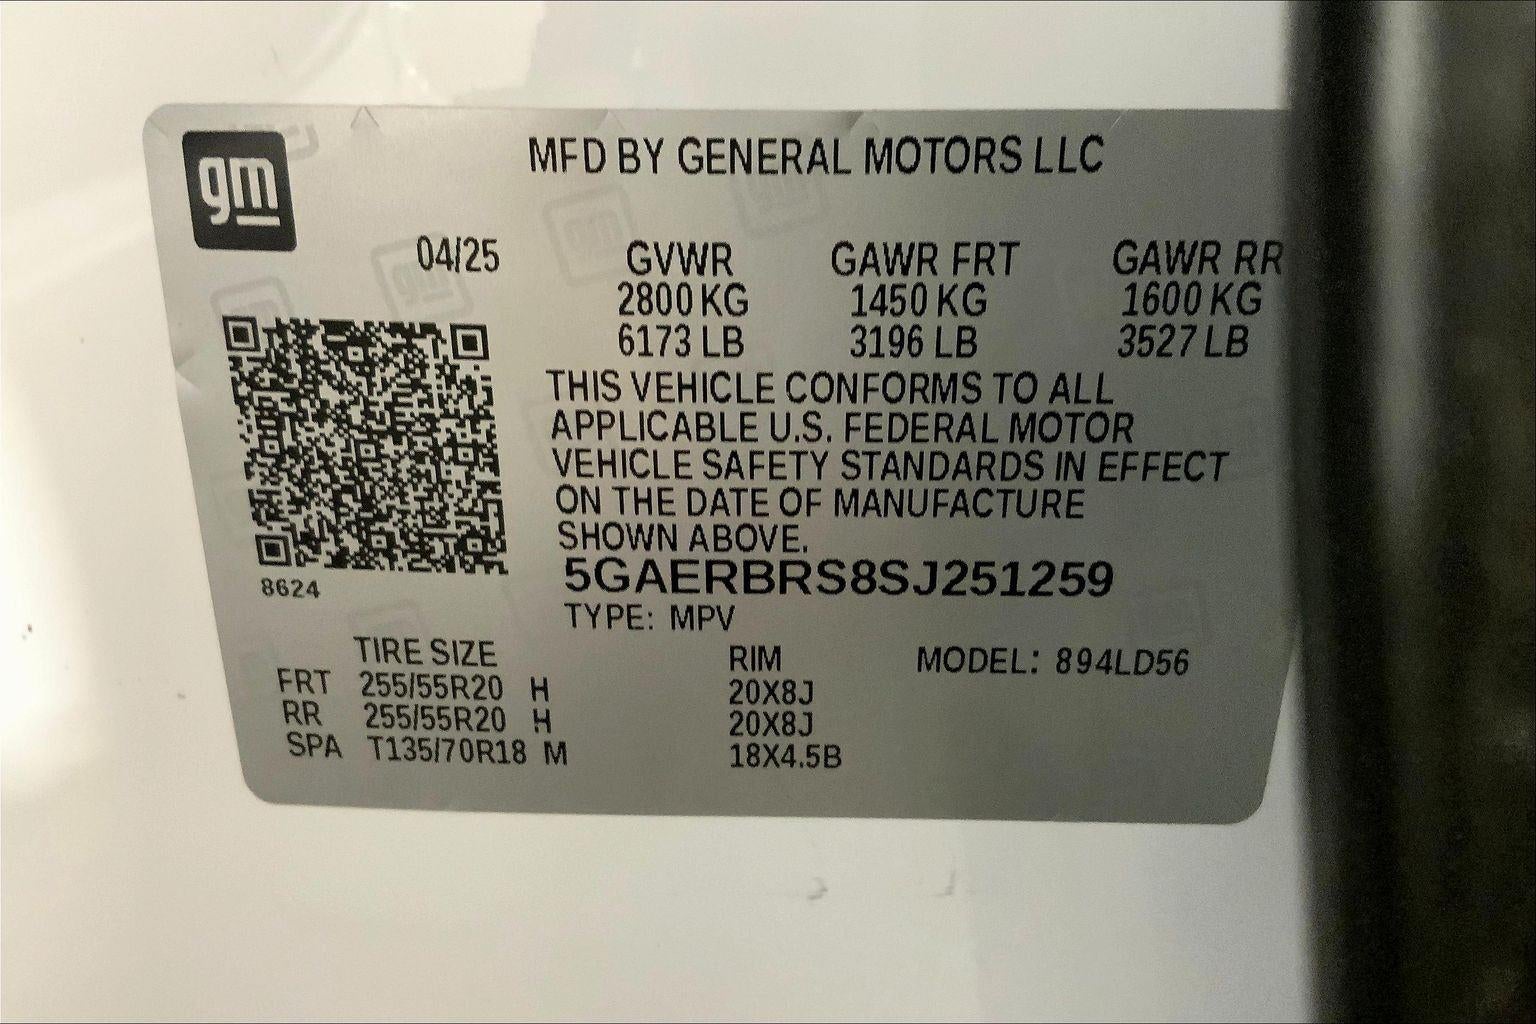 gm
MFD BY GENERAL MOTORS LLC
04/25 GVWR GAWR FRT GAWR RR
2800 KG 1450 KG 1600 KG
6173 LB 3196 LB 3527 LB
THIS VEHICLE CONFORMS TO ALL
APPLICABLE U.S. FEDERAL MOTOR
VEHICLE SAFETY STANDARDS IN EFFECT
ON THE DATE OF MANUFACTURE
SHOWN ABOVE.
5GAERBRS8SJ251259
8624
TYPE: MPV
TIRE SIZE RIM MODEL: 894LD56
FRT 255/55R20 H 20X8J
RR 255/55R20 H 20X8J
SPA T135/70R18 M 18X4.5B